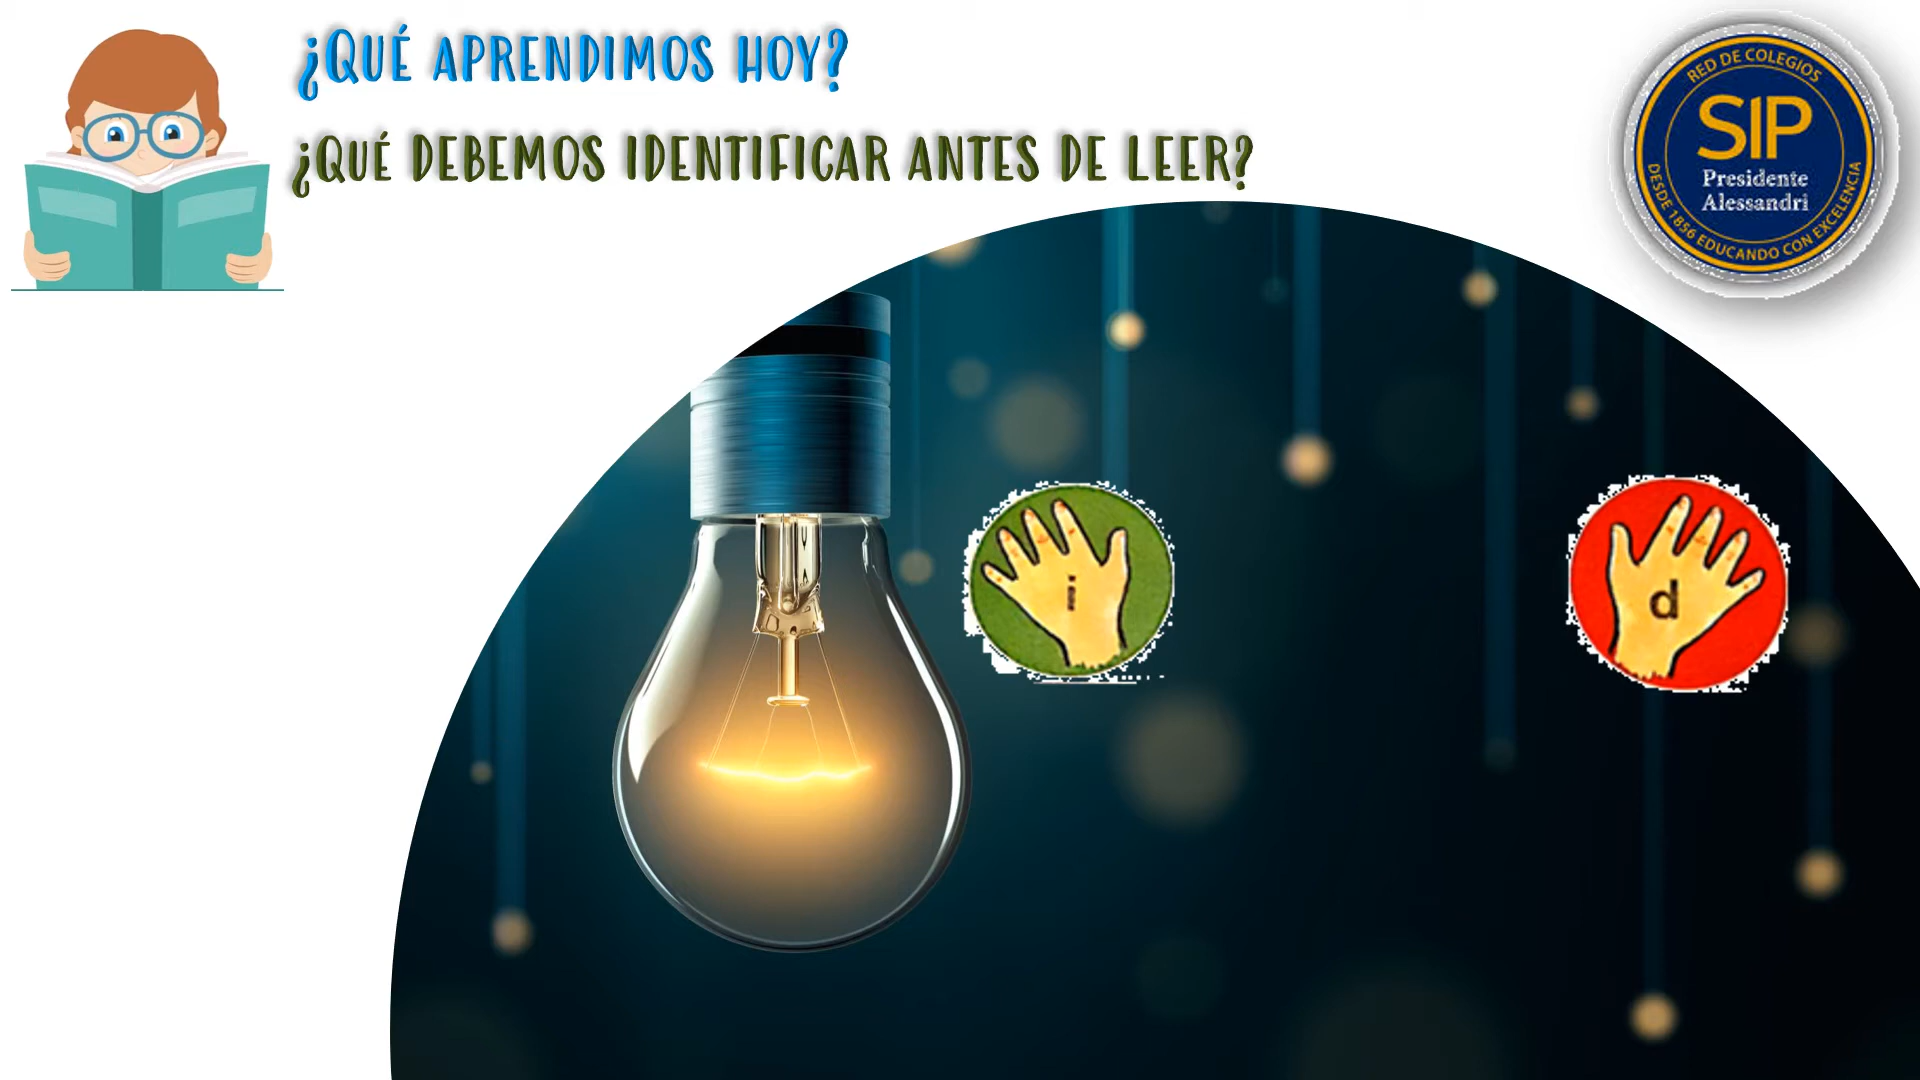 ¿QUÉ APRENDIMOS HOY?
¿QUÉ DEBEMOS IDENTIFICAR ANTES DE LEER?
RED DE COLEGIOS
SIP
Presidente
Alessandri
DESDE 1856 EDUCANDO CON EXCELENCIA
i
d